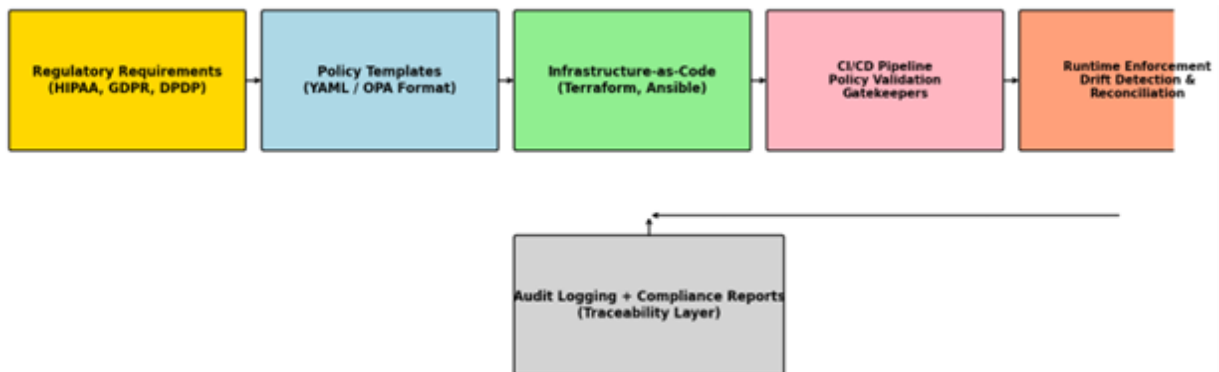 Regulatory Requirements
(HIPAA, GDPR, DPDP)
Policy Templates
(YAML / OPA Format)
Infrastructure-as-Code
(Terraform, Ansible)
CI/CD Pipeline
Policy Validation
Gatekeepers
Runtime Enforcement
Drift Detection &
Reconciliation
Audit Logging + Compliance Reports
(Traceability Layer)